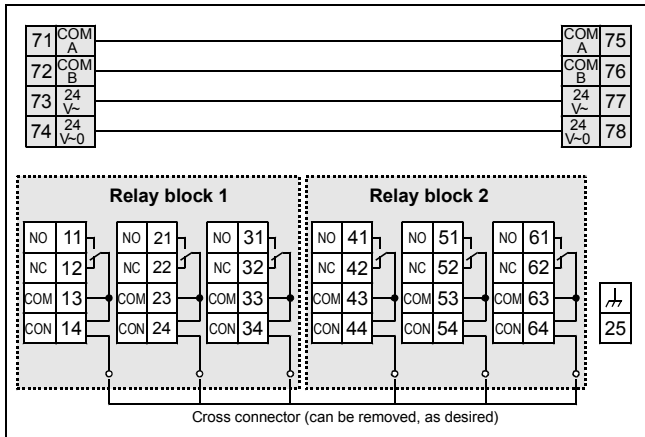 71 COM A COM A 75
72 COM B COM B 76
73 24 V~ 24 V~ 77
74 24 V~0 24 V~0 78
Relay block 1 Relay block 2
NO 11 NO 21 NO 31 NO 41 NO 51 NO 61
NC 12 NC 22 NC 32 NC 42 NC 52 NC 62
COM 13 COM 23 COM 33 COM 43 COM 53 COM 63
CON 14 CON 24 CON 34 CON 44 CON 54 CON 64 25
Cross connector (can be removed, as desired)